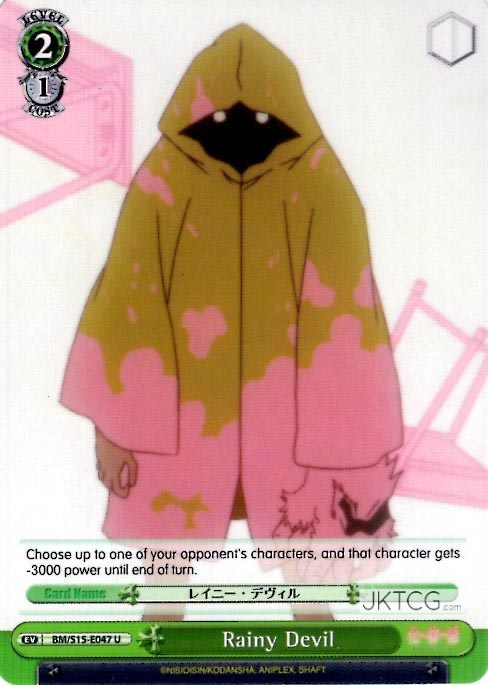 LEVEL
2
1
COST
Choose up to one of your opponent's characters, and that character gets
-3000 power until end of turn.
Card Name レイニー・デヴィル
JKTCG.com
EV BM/S15-E047 U Rainy Devil
©NISIOISIN/KODANSHA, ANIPLEX, SHAFT